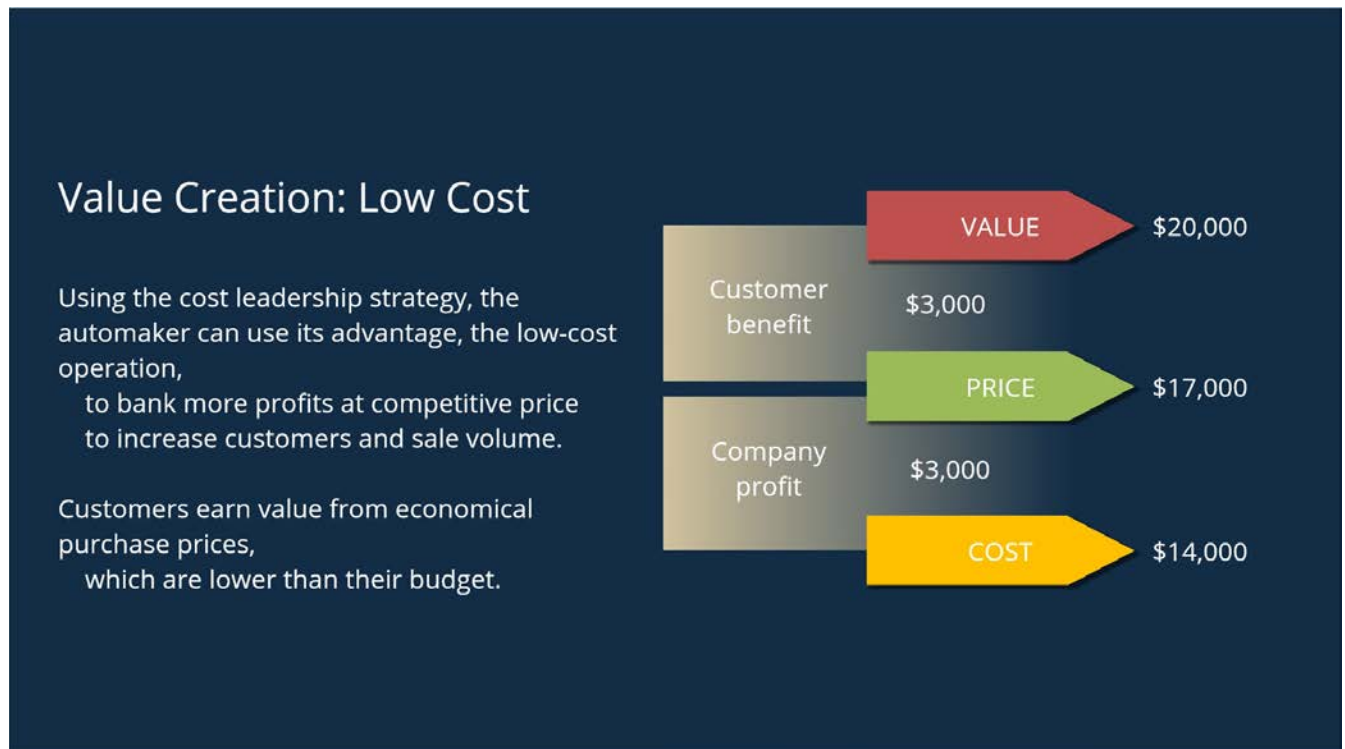 Value Creation: Low Cost
Using the cost leadership strategy, the
automaker can use its advantage, the low-cost
operation,
to bank more profits at competitive price
to increase customers and sale volume.
Customers earn value from economical
purchase prices,
which are lower than their budget.
VALUE
$20,000
Customer
benefit
$3,000
PRICE
$17,000
Company
profit
$3,000
COST
$14,000